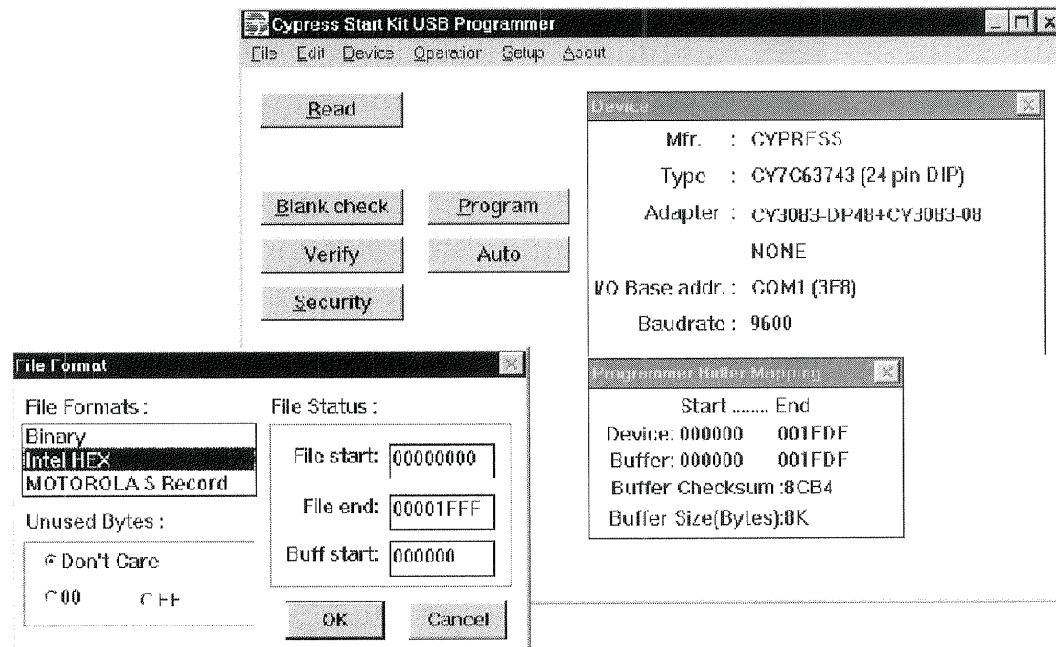 Cypress Start Kit USB Programmer
File Edit Device Operation Setup About
Read
Blank check
Program
Verify
Auto
Security
Device
Mfr. : CYPRESS
Type : CY7C63743 (24 pin DIP)
Adapter : CY3083-DP48+CY3083-08
NONE
I/O Base addr. : COM1 (3F8)
Baudrate : 9600
Programmer Buffer Mapping
Start ........ End
Device: 000000 001FDF
Buffer: 000000 001FDF
Buffer Checksum :8CB4
Buffer Size(Bytes):8K
File Format
File Formats :
Binary
Intel HEX
MOTOROLA S Record
Unused Bytes :
Don't Care
00 FF
File Status :
File start: 00000000
File end: 00001FFF
Buff start: 000000
OK
Cancel